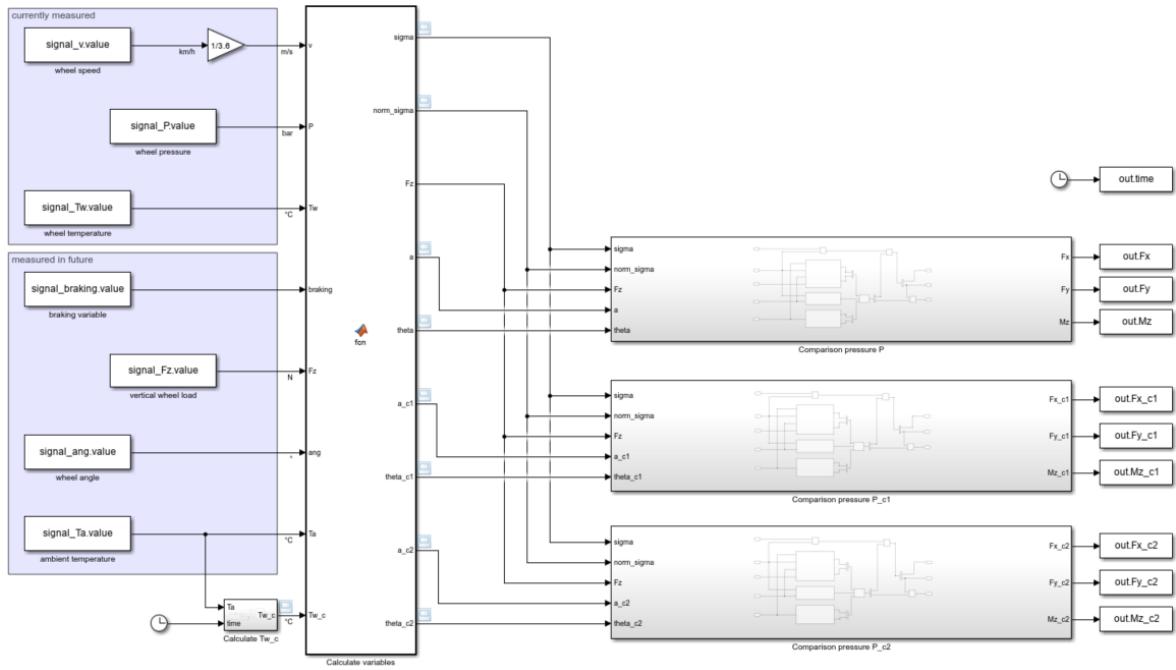 currently measured
signal_v.value
wheel speed
km/h
1/3.6
m/s
signal_P.value
wheel pressure
bar
signal_Tw.value
wheel temperature
°C
measured in future
signal_braking.value
braking variable
signal_Fz.value
vertical wheel load
N
signal_ang.value
wheel angle
°
signal_Ta.value
ambient temperature
°C
Ta
time
Tw_c
Calculate Tw_c
°C
v
P
Tw
braking
Fz
ang
Ta
Tw_c
fcn
sigma
norm_sigma
Fz
a
theta
a_c1
theta_c1
a_c2
theta_c2
Calculate variables
out.time
sigma
norm_sigma
Fz
a
theta
Fx
Fy
Mz
Comparison pressure P
out.Fx
out.Fy
out.Mz
sigma
norm_sigma
Fz
a_c1
theta_c1
Fx_c1
Fy_c1
Mz_c1
Comparison pressure P_c1
out.Fx_c1
out.Fy_c1
out.Mz_c1
sigma
norm_sigma
Fz
a_c2
theta_c2
Fx_c2
Fy_c2
Mz_c2
Comparison pressure P_c2
out.Fx_c2
out.Fy_c2
out.Mz_c2